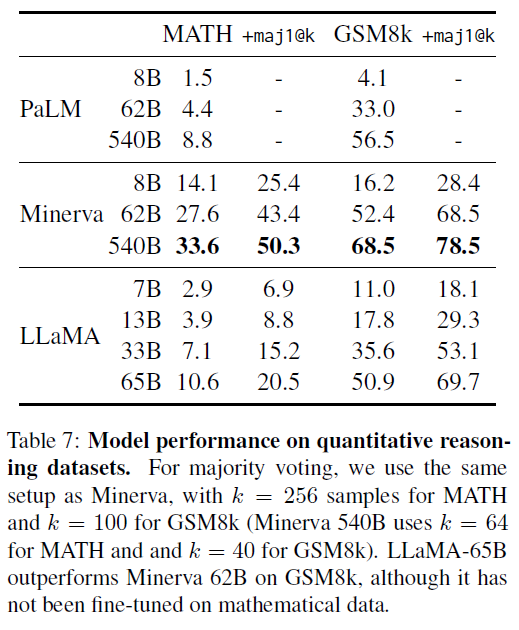 MATH +maj1@k GSM8k +maj1@k
8B 1.5 - 4.1 -
PaLM 62B 4.4 - 33.0 -
540B 8.8 - 56.5 -
8B 14.1 25.4 16.2 28.4
Minerva 62B 27.6 43.4 52.4 68.5
540B 33.6 50.3 68.5 78.5
7B 2.9 6.9 11.0 18.1
13B 3.9 8.8 17.8 29.3
LLaMA
33B 7.1 15.2 35.6 53.1
65B 10.6 20.5 50.9 69.7
Table 7: Model performance on quantitative reason-
ing datasets. For majority voting, we use the same
setup as Minerva, with k = 256 samples for MATH
and k = 100 for GSM8k (Minerva 540B uses k = 64
for MATH and and k = 40 for GSM8k). LLaMA-65B
outperforms Minerva 62B on GSM8k, although it has
not been fine-tuned on mathematical data.